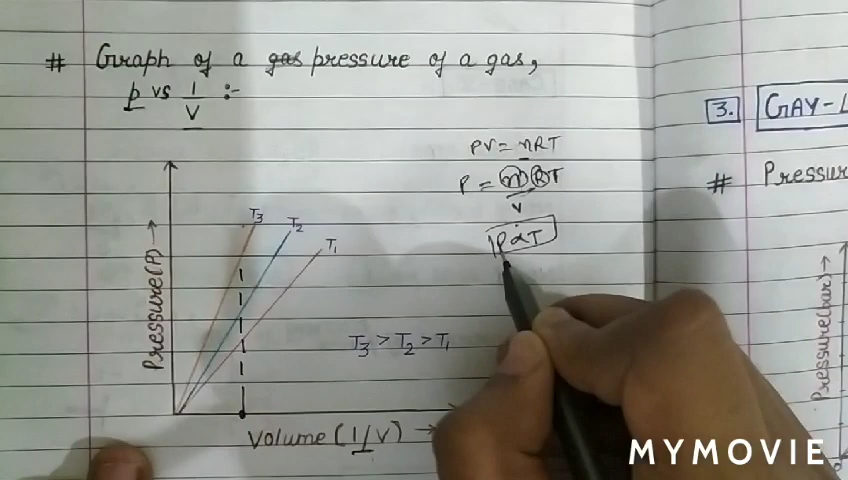 # Graph of a gas pressure of a gas,
p vs 1/V :-
PV = nRT
P = nRT/V
P ∝ T
T3
T2
T1
T3 > T2 > T1
Pressure (P) →
Volume (1/V) →
3. GAY-L
# Pressur
Pressure (bar) →
MYMOVIE